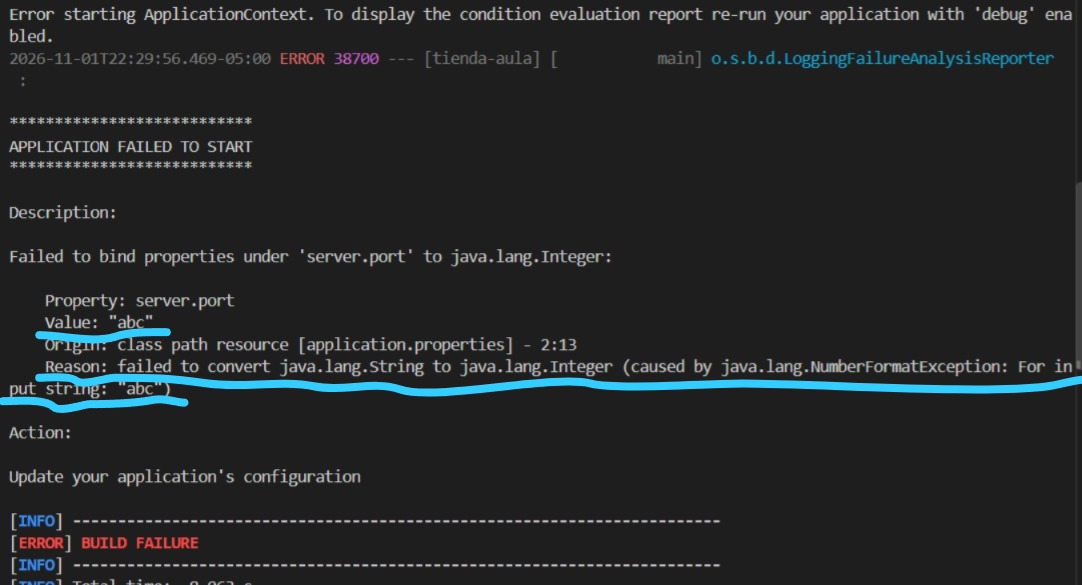 Error starting ApplicationContext. To display the condition evaluation report re-run your application with 'debug' ena
bled.
2026-11-01T22:29:56.469-05:00 ERROR 38700 --- [tienda-aula] [           main] o.s.b.d.LoggingFailureAnalysisReporter
 :
***************************
APPLICATION FAILED TO START
***************************
Description:
Failed to bind properties under 'server.port' to java.lang.Integer:
    Property: server.port
    Value: "abc"
    Origin: class path resource [application.properties] - 2:13
    Reason: failed to convert java.lang.String to java.lang.Integer (caused by java.lang.NumberFormatException: For in
put string: "abc")
Action:
Update your application's configuration
[INFO] ------------------------------------------------------------------------
[ERROR] BUILD FAILURE
[INFO] ------------------------------------------------------------------------
[INFO] Total time: